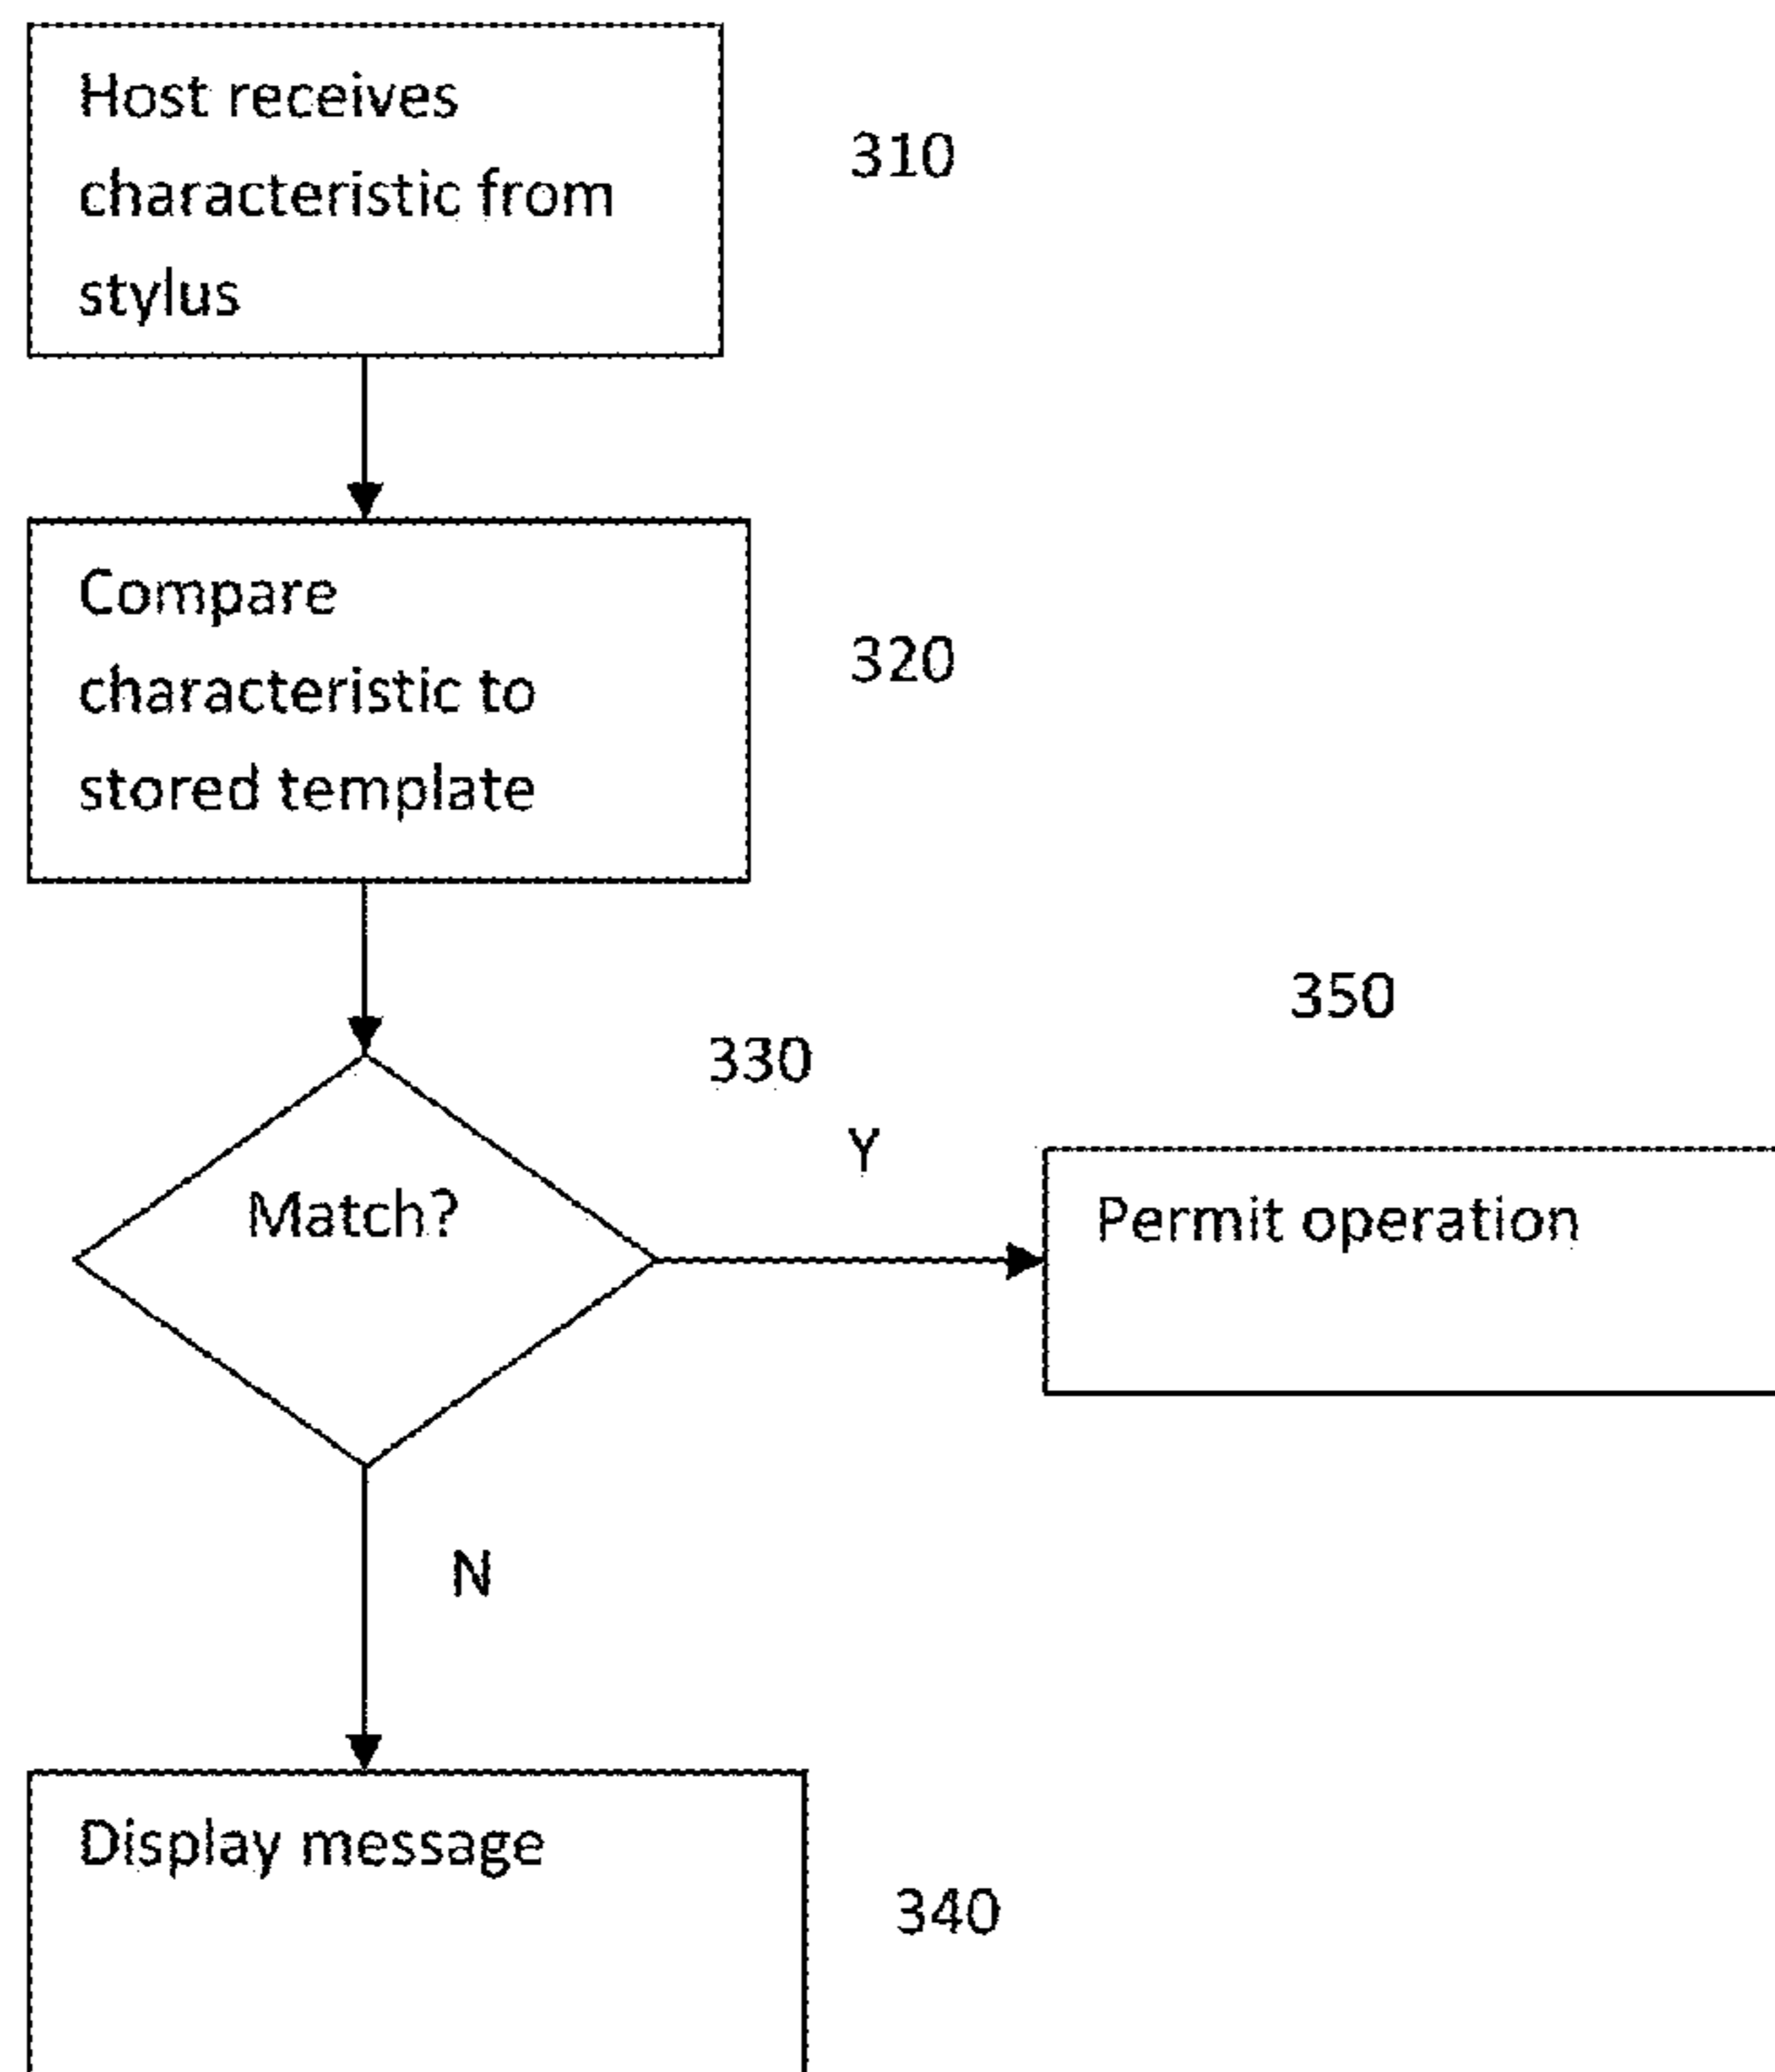 Host receives
characteristic from
stylus
310
Compare
characteristic to
stored template
320
330
350
Y
Match?
Permit operation
N
Display message
340